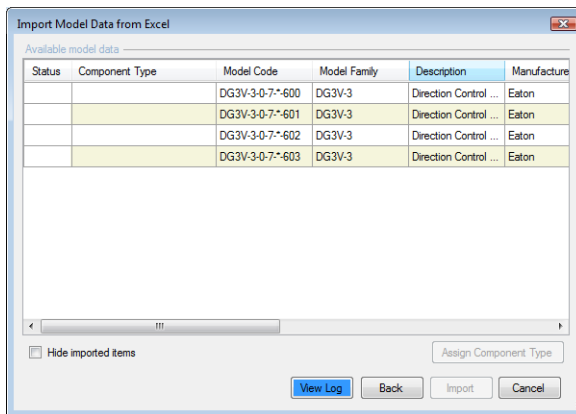 Import Model Data from Excel
Available model data
Status Component Type Model Code Model Family Description Manufacture
DG3V-3-0-7-*-600 DG3V-3 Direction Control ... Eaton
DG3V-3-0-7-*-601 DG3V-3 Direction Control ... Eaton
DG3V-3-0-7-*-602 DG3V-3 Direction Control ... Eaton
DG3V-3-0-7-*-603 DG3V-3 Direction Control ... Eaton
Hide imported items Assign Component Type
View Log Back Import Cancel